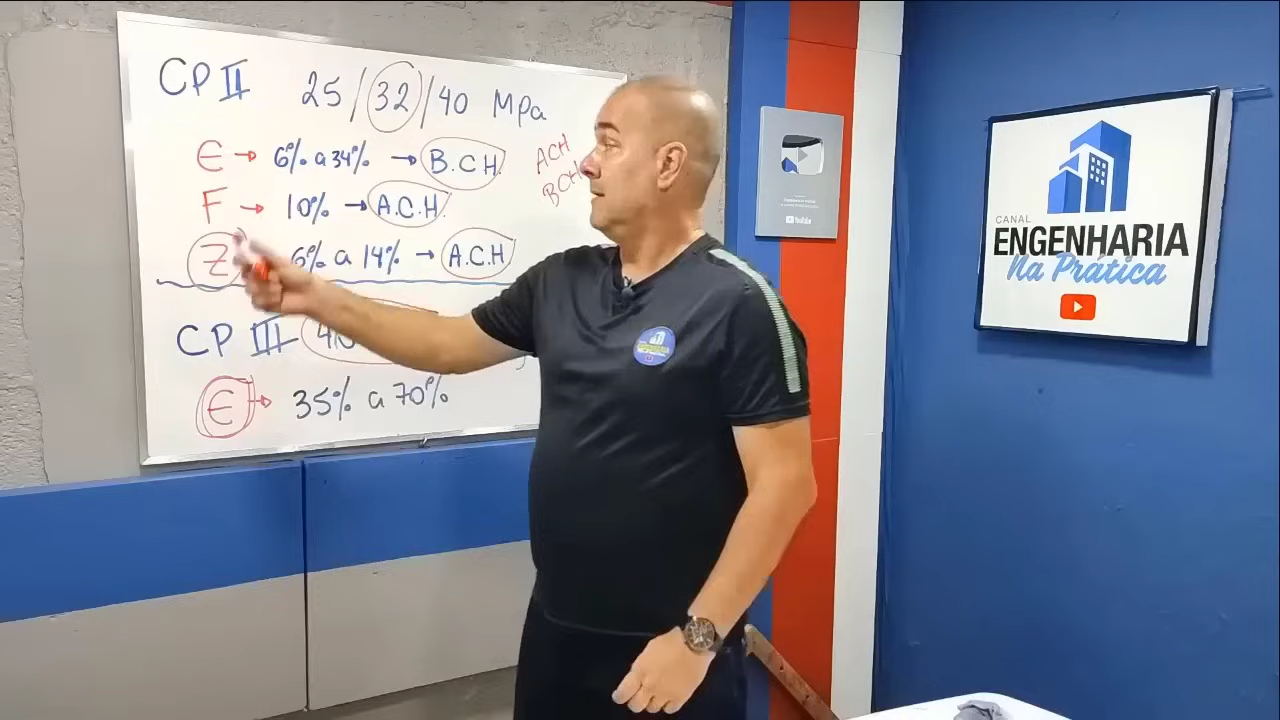 CP II 25/32/40 MPa
E → 6% a 34% → B.C.H
F → 10% → A.C.H.
Z 6% a 14% → A.C.H
ACH
BCH
CP III
E → 35% a 70%
YouTube
CANAL
ENGENHARIA
Na Prática